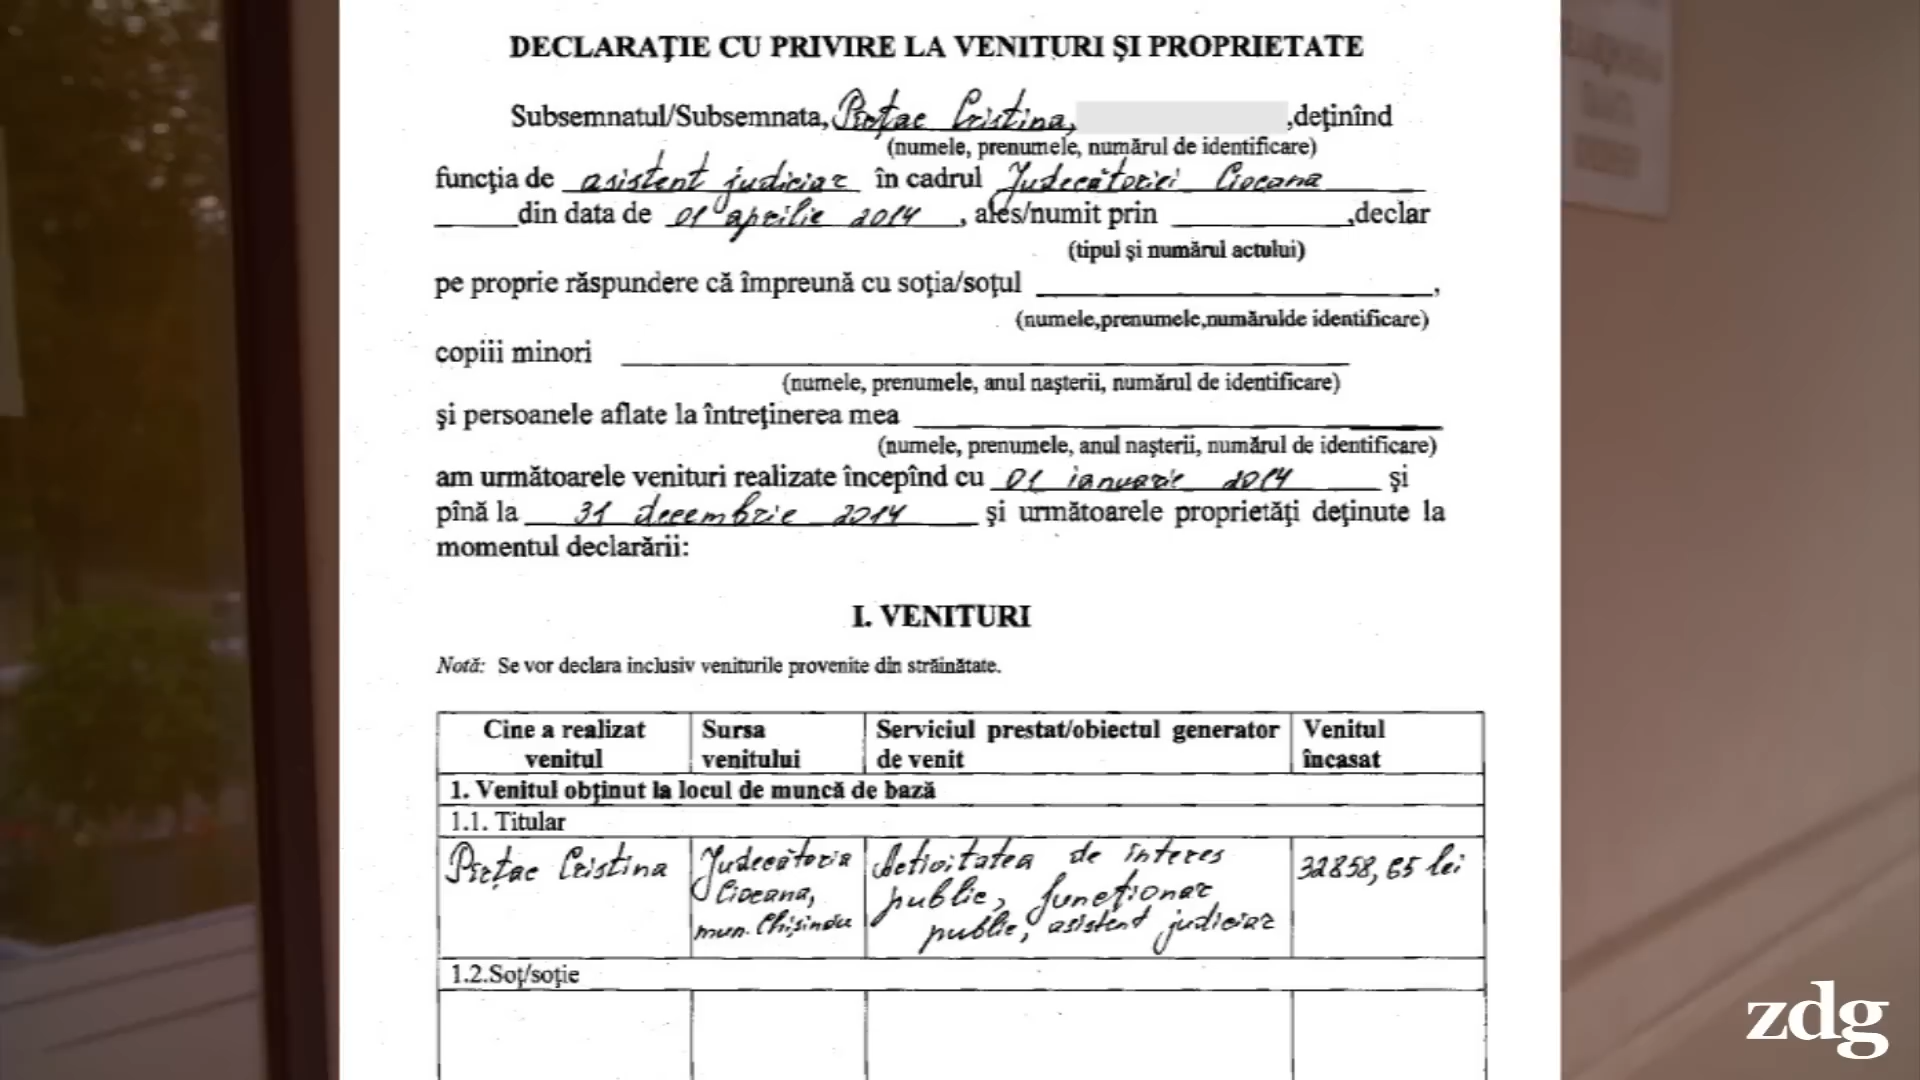 DECLARAŢIE CU PRIVIRE LA VENITURI ŞI PROPRIETATE
Subsemnatul/Subsemnata, Pîrţac Cristina, ,deţinînd
(numele, prenumele, numărul de identificare)
funcţia de asistent judiciar în cadrul Judecătoriei Ciocana
din data de 01 aprilie 2014, ales/numit prin ,declar
(tipul şi numărul actului)
pe proprie răspundere că împreună cu soţia/soţul ,
(numele,prenumele,numărulde identificare)
copiii minori
(numele, prenumele, anul naşterii, numărul de identificare)
şi persoanele aflate la întreţinerea mea
(numele, prenumele, anul naşterii, numărul de identificare)
am următoarele venituri realizate începînd cu 01 ianuarie 2014 şi
pînă la 31 decembrie 2014 şi următoarele proprietăţi deţinute la
momentul declarării:
I. VENITURI
Notă: Se vor declara inclusiv veniturile provenite din străinătate.
Cine a realizat venitul
Sursa venitului
Serviciul prestat/obiectul generator de venit
Venitul încasat
1. Venitul obţinut la locul de muncă de bază
1.1. Titular
Pîrţac Cristina
Judecătoria
Ciocana,
mun. Chişinău
Activitatea de interes
public, funcţionar
public, asistent judiciar
32858,65 lei
1.2.Soţ/soţie
zdg